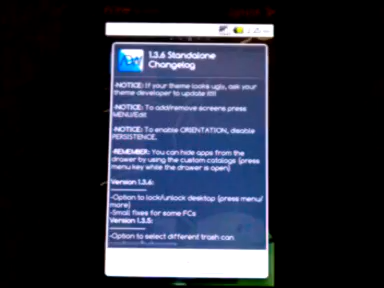 1.3.6 Standalone
Changelog
-NOTICE: If your theme looks ugly, ask your
theme developer to update it!!!
-NOTICE: To add/remove screens press
MENU/Edit
-NOTICE: To enable ORIENTATION, disable
PERSISTENCE.
-REMEMBER: You can hide apps from the
drawer by using the custom catalogs (press
menu key while the drawer is open)
Version 1.3.6:
-Option to lock/unlock desktop (press menu/
more)
-Small fixes for some FCs
Version 1.3.5:
-Option to select different trash can